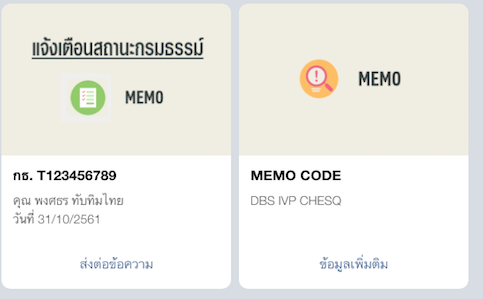 แจ้งเตือนสถานะกรมธรรม์
MEMO
กธ. T123456789
คุณ พงศธร ทับทิมไทย
วันที่ 31/10/2561
ส่งต่อข้อความ
MEMO
MEMO CODE
DBS IVP CHESQ
ข้อมูลเพิ่มติม